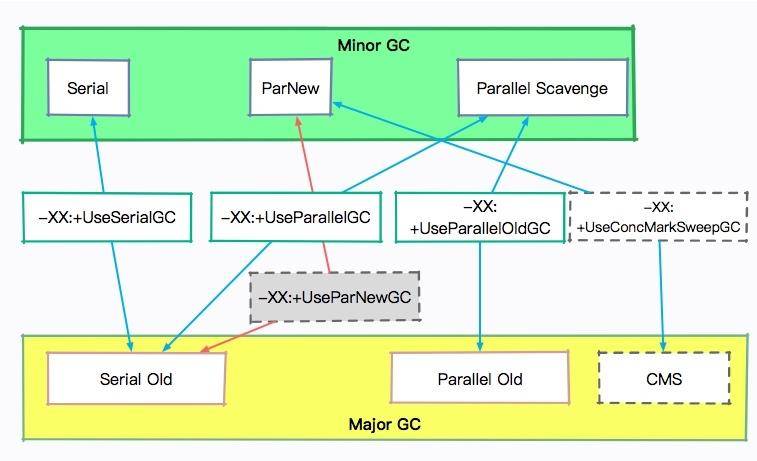 Minor GC
Serial
ParNew
Parallel Scavenge
-XX:+UseSerialGC
-XX:+UseParallelGC
-XX:
+UseParallelOldGC
-XX:
+UseConcMarkSweepGC
-XX:+UseParNewGC
Serial Old
Parallel Old
CMS
Major GC